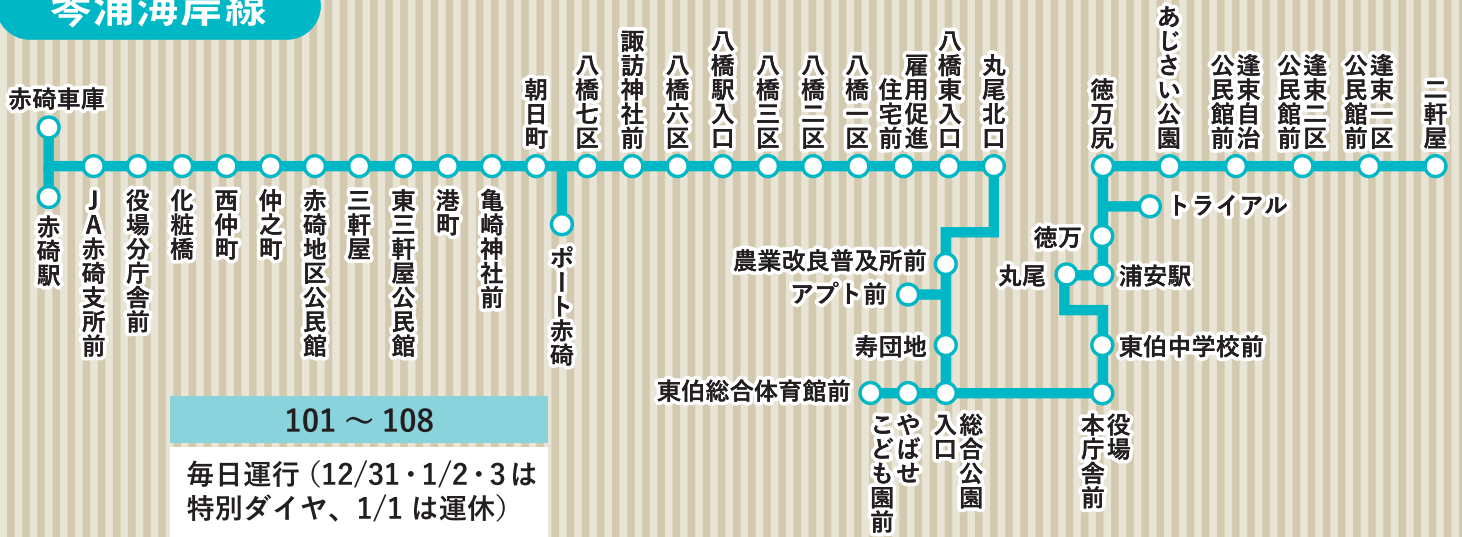 琴浦海岸線
赤碕車庫
赤碕駅
JA赤碕支所前
役場分庁舎前
化粧橋
西仲町
仲之町
赤碕地区公民館
三軒屋
東三軒屋公民館
港町
亀崎神社前
朝日町
ポート赤碕
八橋七区
諏訪神社前
八橋六区
八橋駅入口
八橋三区
八橋二区
八橋一区
雇用促進
住宅前
八橋東入口
丸尾北口
農業改良普及所前
アプト前
寿団地
総合公園
入口
やばせ
こども園前
東伯総合体育館前
役場
本庁舎前
東伯中学校前
丸尾
浦安駅
徳万
トライアル
徳万尻
あじさい公園
逢東自治
公民館前
逢東二区
公民館前
逢東一区
公民館前
二軒屋
101 ～ 108
毎日運行（12/31・1/2・3は
特別ダイヤ、1/1は運休）